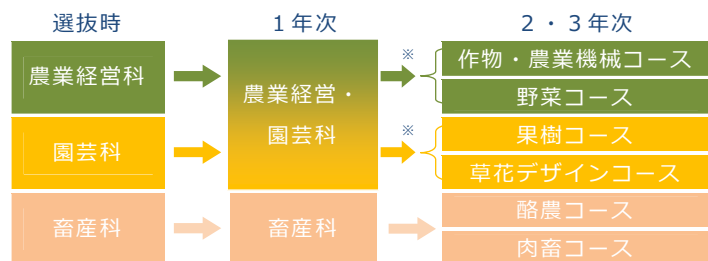 選抜時
１年次
２・３年次
農業経営科
農業経営・
園芸科
※
作物・農業機械コース
野菜コース
園芸科
※
果樹コース
草花デザインコース
畜産科
畜産科
酪農コース
肉畜コース